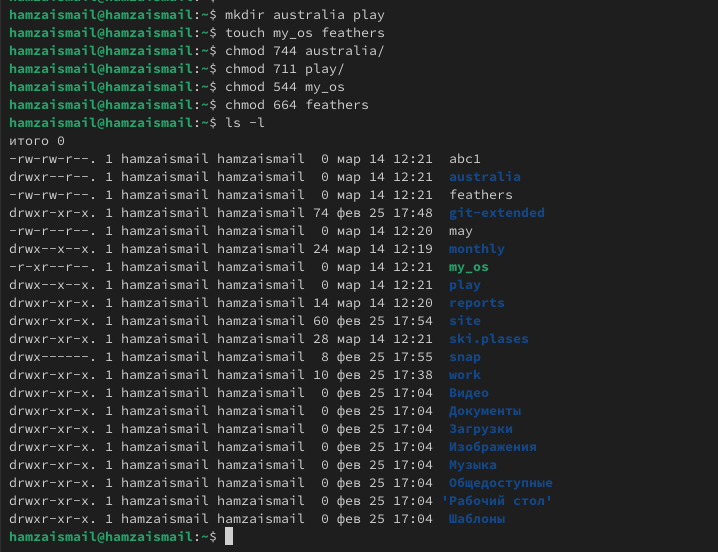 hamzaismail@hamzaismail:~$ mkdir australia play
hamzaismail@hamzaismail:~$ touch my_os feathers
hamzaismail@hamzaismail:~$ chmod 744 australia/
hamzaismail@hamzaismail:~$ chmod 711 play/
hamzaismail@hamzaismail:~$ chmod 544 my_os
hamzaismail@hamzaismail:~$ chmod 664 feathers
hamzaismail@hamzaismail:~$ ls -l
итого 0
-rw-rw-r--. 1 hamzaismail hamzaismail  0 мар 14 12:21  abc1
drwxr--r--. 1 hamzaismail hamzaismail  0 мар 14 12:21  australia
-rw-rw-r--. 1 hamzaismail hamzaismail  0 мар 14 12:21  feathers
drwxr-xr-x. 1 hamzaismail hamzaismail 74 фев 25 17:48  git-extended
-rw-r--r--. 1 hamzaismail hamzaismail  0 мар 14 12:20  may
drwx--x--x. 1 hamzaismail hamzaismail 24 мар 14 12:19  monthly
-r-xr--r--. 1 hamzaismail hamzaismail  0 мар 14 12:21  my_os
drwx--x--x. 1 hamzaismail hamzaismail  0 мар 14 12:21  play
drwxr-xr-x. 1 hamzaismail hamzaismail 14 мар 14 12:20  reports
drwxr-xr-x. 1 hamzaismail hamzaismail 60 фев 25 17:54  site
drwxr-xr-x. 1 hamzaismail hamzaismail 28 мар 14 12:21  ski.plases
drwx------. 1 hamzaismail hamzaismail  8 фев 25 17:55  snap
drwxr-xr-x. 1 hamzaismail hamzaismail 10 фев 25 17:38  work
drwxr-xr-x. 1 hamzaismail hamzaismail  0 фев 25 17:04  Видео
drwxr-xr-x. 1 hamzaismail hamzaismail  0 фев 25 17:04  Документы
drwxr-xr-x. 1 hamzaismail hamzaismail  0 фев 25 17:04  Загрузки
drwxr-xr-x. 1 hamzaismail hamzaismail  0 фев 25 17:04  Изображения
drwxr-xr-x. 1 hamzaismail hamzaismail  0 фев 25 17:04  Музыка
drwxr-xr-x. 1 hamzaismail hamzaismail  0 фев 25 17:04  Общедоступные
drwxr-xr-x. 1 hamzaismail hamzaismail  0 фев 25 17:04 'Рабочий стол'
drwxr-xr-x. 1 hamzaismail hamzaismail  0 фев 25 17:04  Шаблоны
hamzaismail@hamzaismail:~$